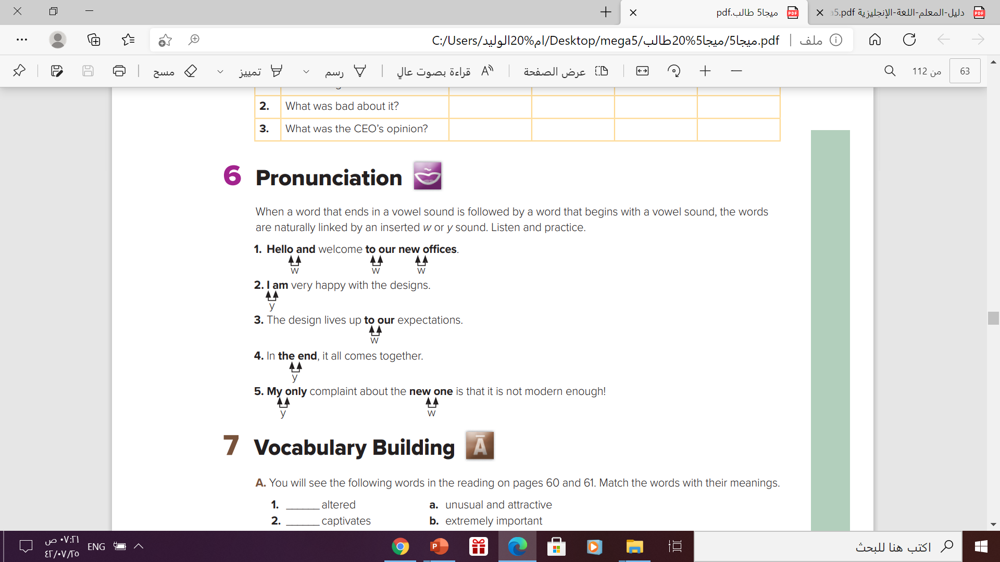 دليل-المعلم-اللغة-الإنجليزية a5.pdf
ميجا5 طالب.pdf
ملف
C:/Users/ام%20الوليد/Desktop/mega5/ميجا5%20طالب/ميجا5.pdf
63
من 112
عرض الصفحة
قراءة بصوت عالٍ
رسم
تمييز
مسح
2. What was bad about it?
3. What was the CEO’s opinion?
6 Pronunciation
When a word that ends in a vowel sound is followed by a word that begins with a vowel sound, the words
are naturally linked by an inserted w or y sound. Listen and practice.
1. Hello and welcome to our new offices.
w w w
2. I am very happy with the designs.
y
3. The design lives up to our expectations.
w
4. In the end, it all comes together.
y
5. My only complaint about the new one is that it is not modern enough!
y w
7 Vocabulary Building Ā
A. You will see the following words in the reading on pages 60 and 61. Match the words with their meanings.
1. ______ altered a. unusual and attractive
2. ______ captivates b. extremely important
اكتب هنا للبحث
ENG
٠٧:٢١ ص
٤٢/٠٧/٢٥